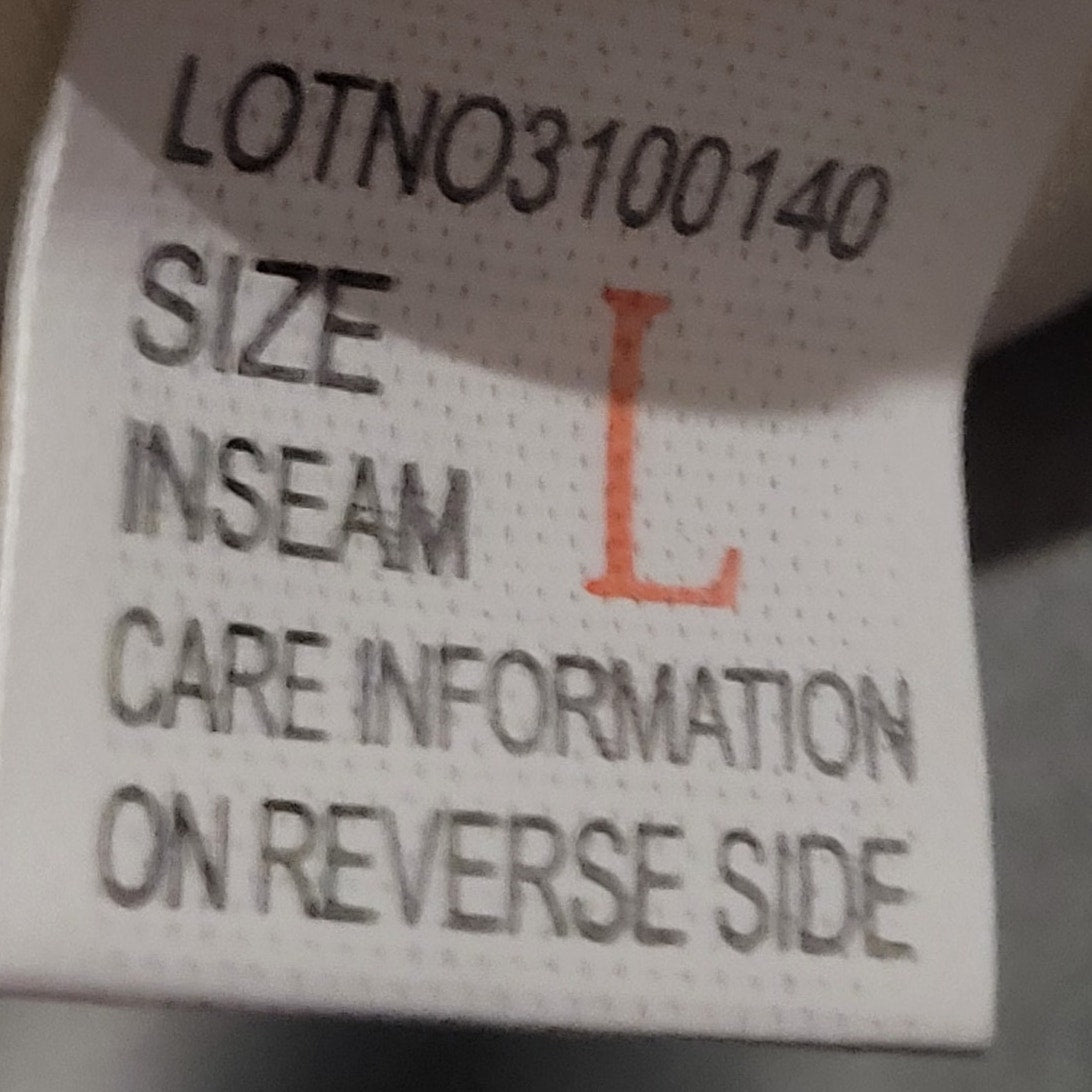 LOTNO3100140
SIZE L
INSEAM
CARE INFORMATION
ON REVERSE SIDE